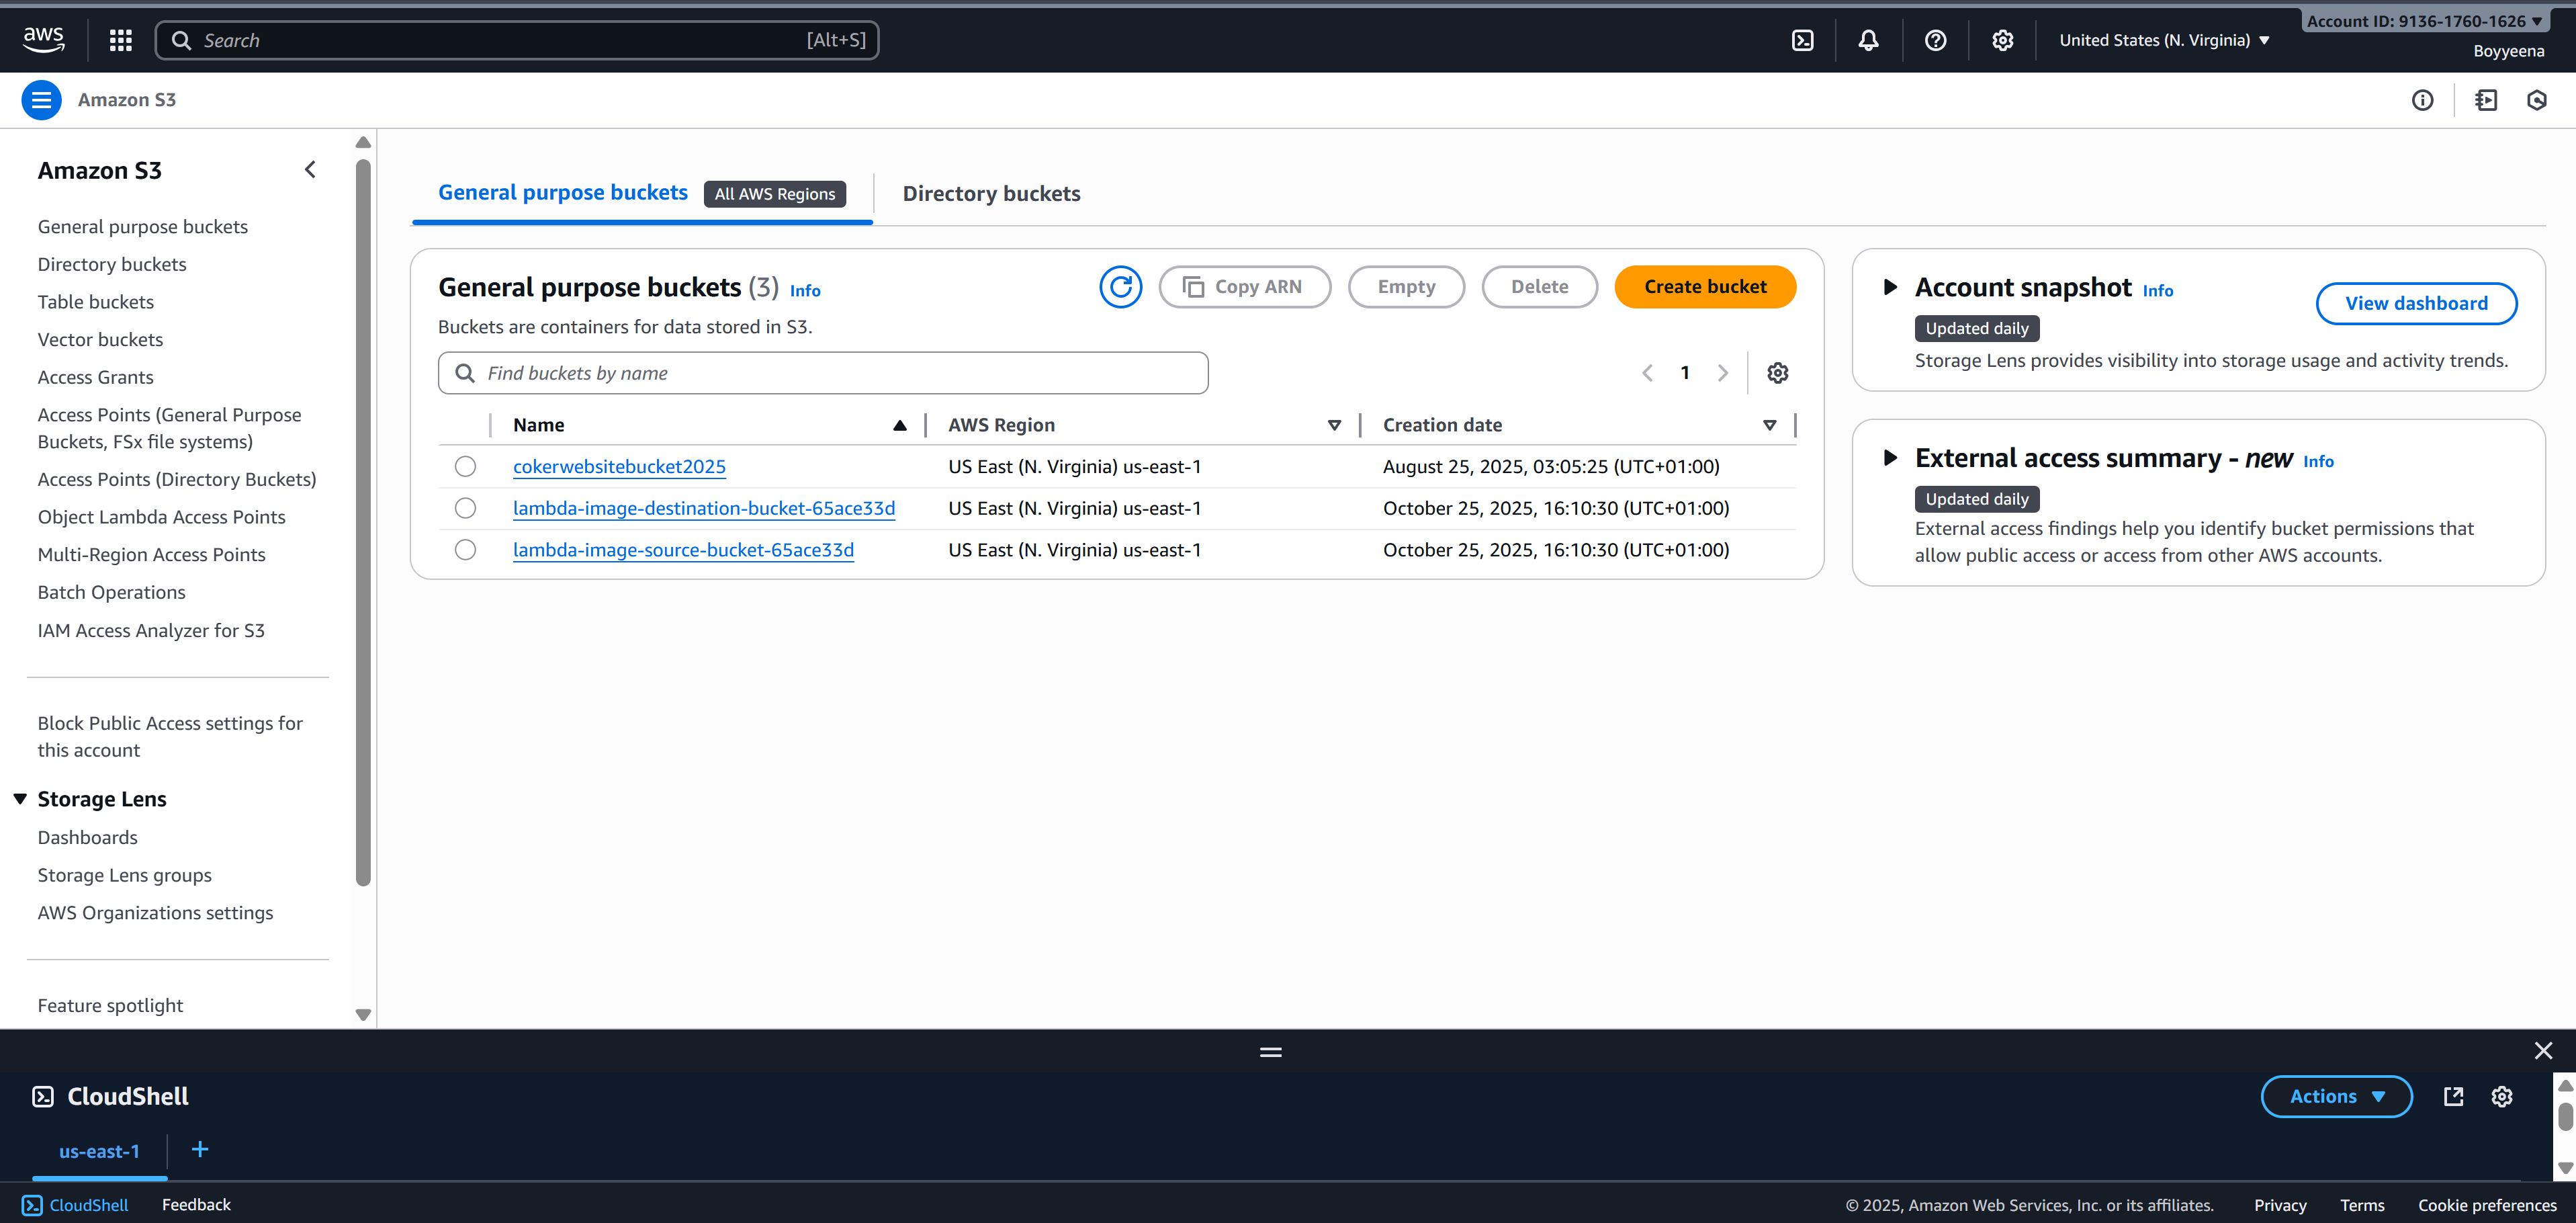 aws
Search
[Alt+S]
United States (N. Virginia)
Account ID: 9136-1760-1626
Boyyeena
Amazon S3
Amazon S3
General purpose buckets
Directory buckets
Table buckets
Vector buckets
Access Grants
Access Points (General Purpose
Buckets, FSx file systems)
Access Points (Directory Buckets)
Object Lambda Access Points
Multi-Region Access Points
Batch Operations
IAM Access Analyzer for S3
Block Public Access settings for
this account
Storage Lens
Dashboards
Storage Lens groups
AWS Organizations settings
Feature spotlight
General purpose buckets
All AWS Regions
Directory buckets
General purpose buckets (3) Info
Copy ARN
Empty
Delete
Create bucket
Buckets are containers for data stored in S3.
Find buckets by name
1
Name AWS Region Creation date
cokerwebsitebucket2025 US East (N. Virginia) us-east-1 August 25, 2025, 03:05:25 (UTC+01:00)
lambda-image-destination-bucket-65ace33d US East (N. Virginia) us-east-1 October 25, 2025, 16:10:30 (UTC+01:00)
lambda-image-source-bucket-65ace33d US East (N. Virginia) us-east-1 October 25, 2025, 16:10:30 (UTC+01:00)
Account snapshot Info
View dashboard
Updated daily
Storage Lens provides visibility into storage usage and activity trends.
External access summary - new Info
Updated daily
External access findings help you identify bucket permissions that
allow public access or access from other AWS accounts.
CloudShell
Actions
us-east-1
+
CloudShell
Feedback
© 2025, Amazon Web Services, Inc. or its affiliates.
Privacy
Terms
Cookie preferences